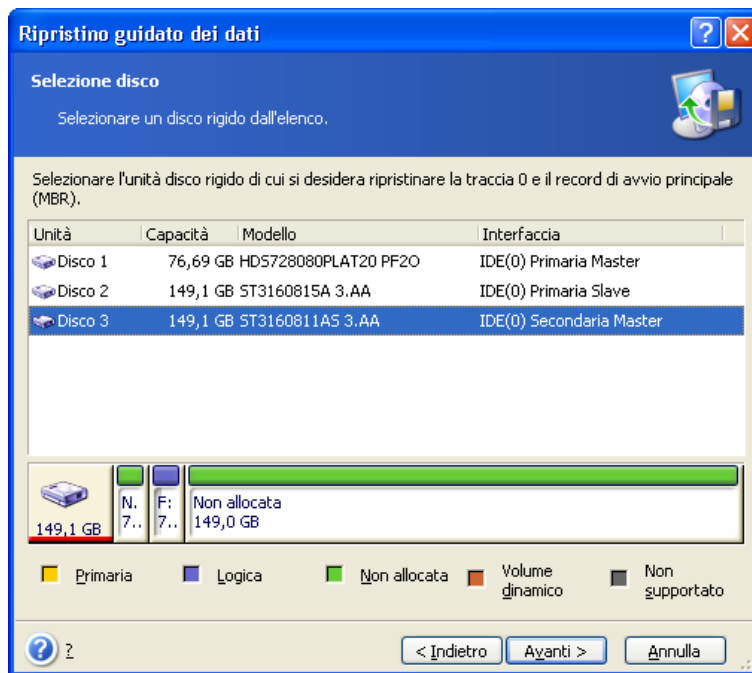 Ripristino guidato dei dati
Selezione disco
Selezionare un disco rigido dall'elenco.
Selezionare l'unità disco rigido di cui si desidera ripristinare la traccia 0 e il record di avvio principale
(MBR).
Unità Capacità Modello Interfaccia
Disco 1 76,69 GB HDS728080PLAT20 PF2O IDE(0) Primaria Master
Disco 2 149,1 GB ST3160815A 3.AA IDE(0) Primaria Slave
Disco 3 149,1 GB ST3160811AS 3.AA IDE(0) Secondaria Master
149,1 GB
N.
7..
F:
7..
Non allocata
149,0 GB
Primaria Logica Non allocata Volume dinamico Non supportato
? < Indietro Avanti > Annulla